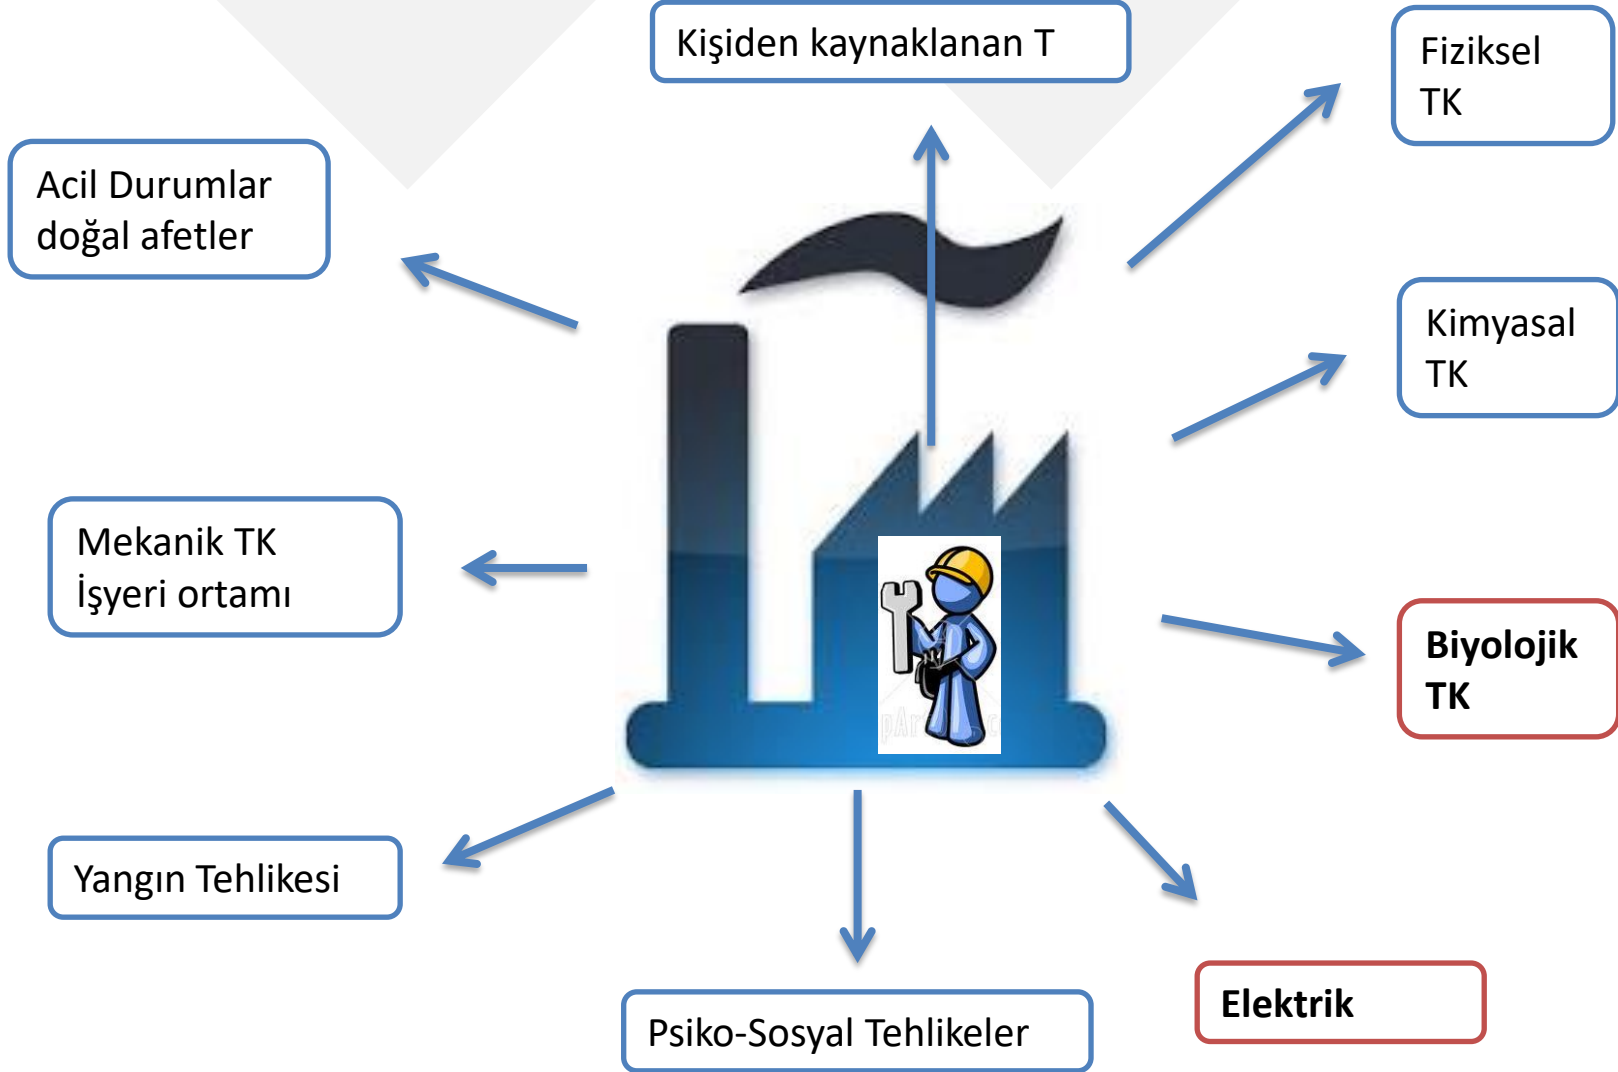 Kişiden kaynaklanan T
Fiziksel
TK
Acil Durumlar
doğal afetler
Kimyasal
TK
Mekanik TK
İşyeri ortamı
Biyolojik
TK
Yangın Tehlikesi
Elektrik
Psiko-Sosyal Tehlikeler